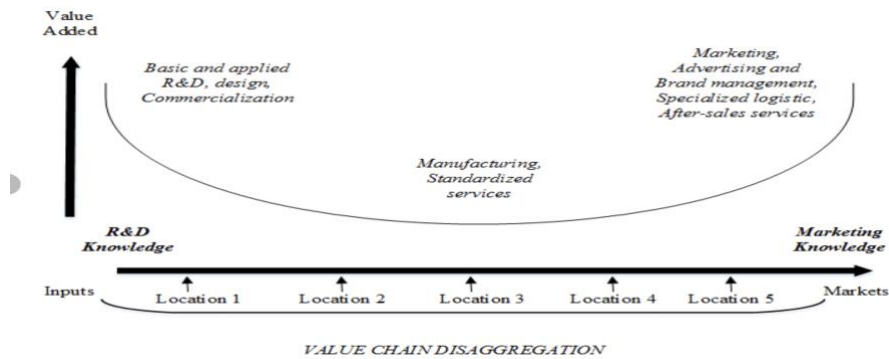 Value
Added
Basic and applied
R&D, design,
Commercialization
Marketing,
Advertising and
Brand management,
Specialized logistic,
After-sales services
Manufacturing,
Standardized
services
R&D
Knowledge
Marketing
Knowledge
Inputs
Location 1
Location 2
Location 3
Location 4
Location 5
Markets
VALUE CHAIN DISAGGREGATION